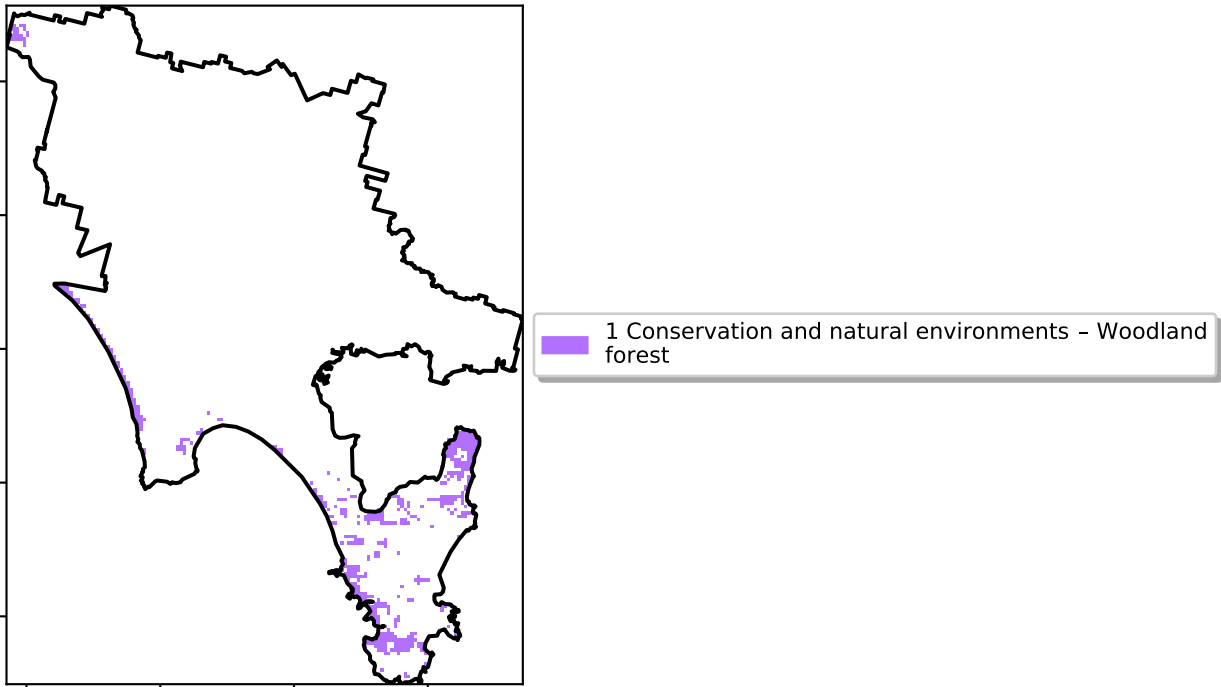 1 Conservation and natural environments – Woodland
forest